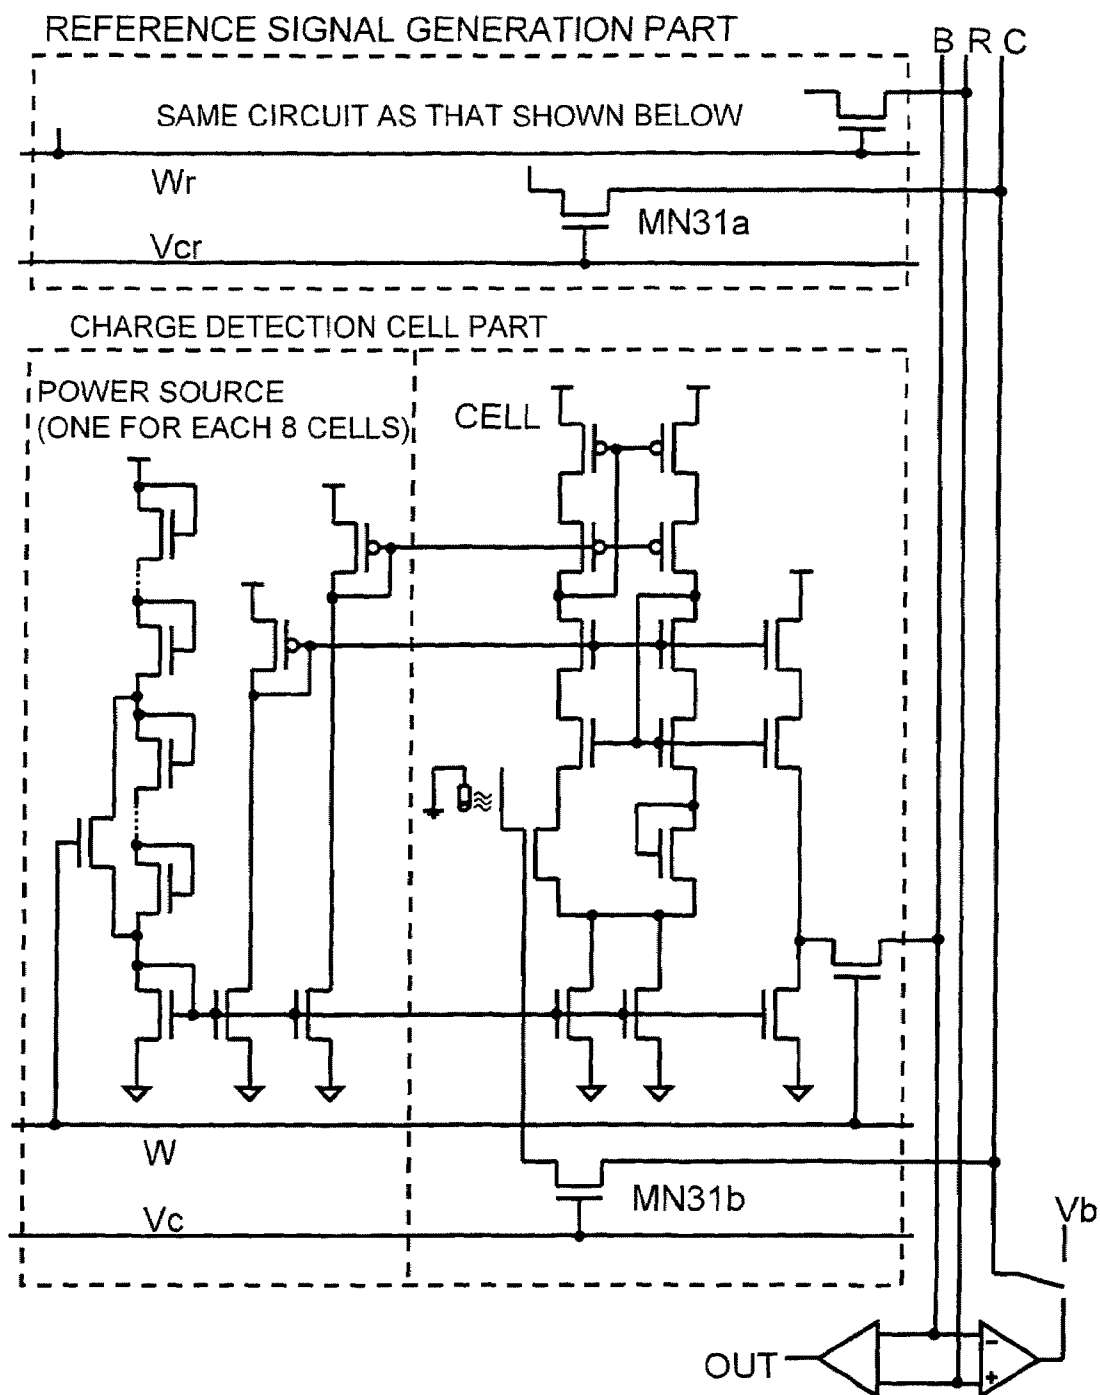 REFERENCE SIGNAL GENERATION PART
B R C
SAME CIRCUIT AS THAT SHOWN BELOW
Wr
MN31a
Vcr
CHARGE DETECTION CELL PART
POWER SOURCE
(ONE FOR EACH 8 CELLS)
CELL
W
MN31b
Vc
Vb
-
+
OUT